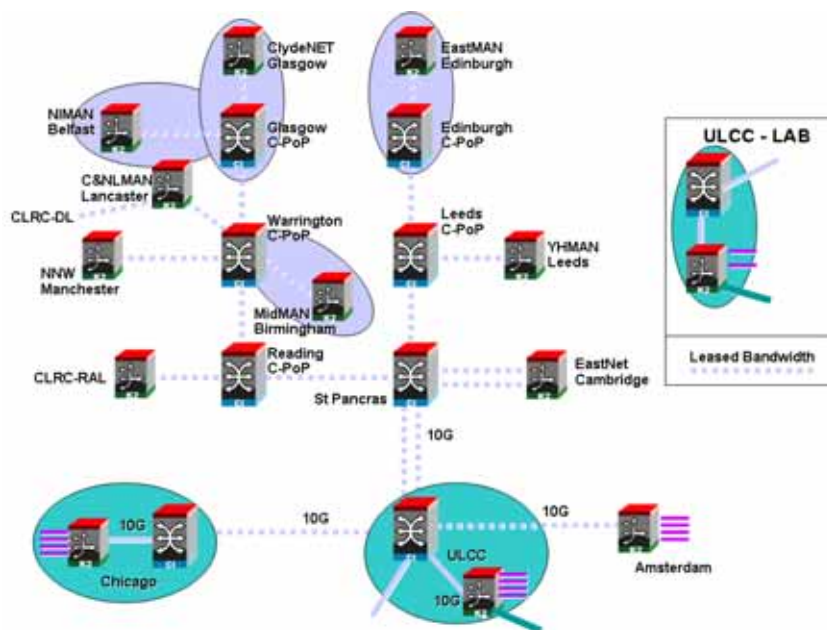 ClydeNET
Glasgow
EastMAN
Edinburgh
NIMAN
Belfast
Glasgow
C-PoP
Edinburgh
C-PoP
ULCC - LAB
C&NLMAN
Lancaster
CLRC-DL
Warrington
C-PoP
Leeds
C-PoP
YHMAN
Leeds
NNW
Manchester
MidMAN
Birmingham
Reading
C-PoP
CLRC-RAL
St Pancras
EastNet
Cambridge
Leased Bandwidth
10G
10G
10G
10G
Chicago
ULCC
10G
Amsterdam